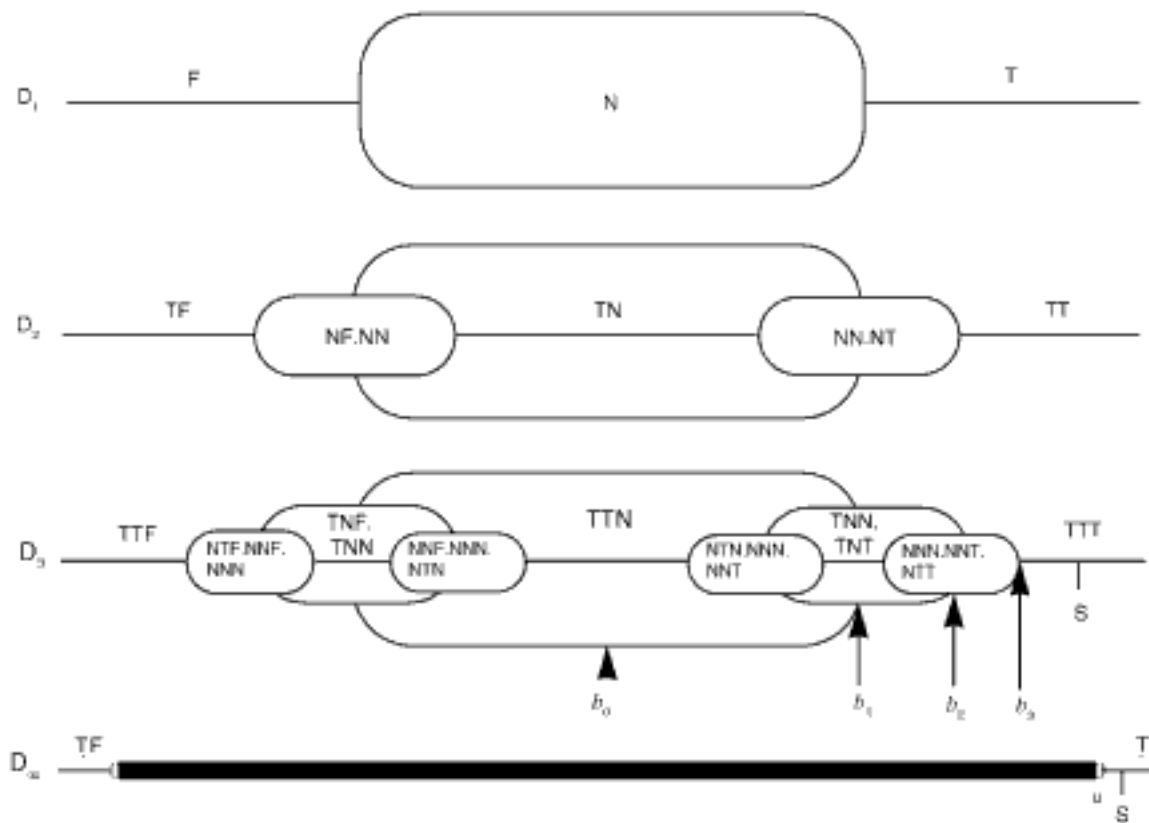 F T
D₁ N
TF TN TT
D₂ NF.NN NN.NT
TNF. TTN TNN,
TTF TNN TNT TTT
NTF.NNF. NNF.NNN. NTN.NNN. NNN.NNT.
D₃ NNN NTN NNT NTT
S
b₀ b₁ b₂ b₃
TF T
D∞
u S